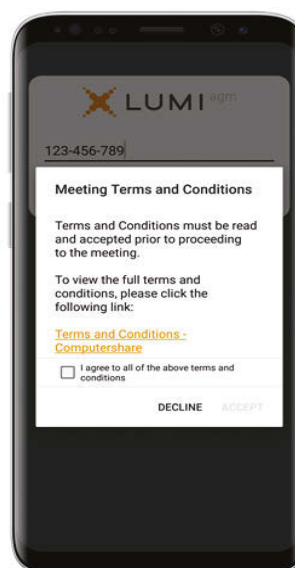 LUMI agm
123-456-789
Meeting Terms and Conditions
Terms and Conditions must be read
and accepted prior to proceeding
to the meeting.
To view the full terms and
conditions, please click the
following link:
Terms and Conditions -
Computershare
I agree to all of the above terms and
conditions
DECLINE ACCEPT